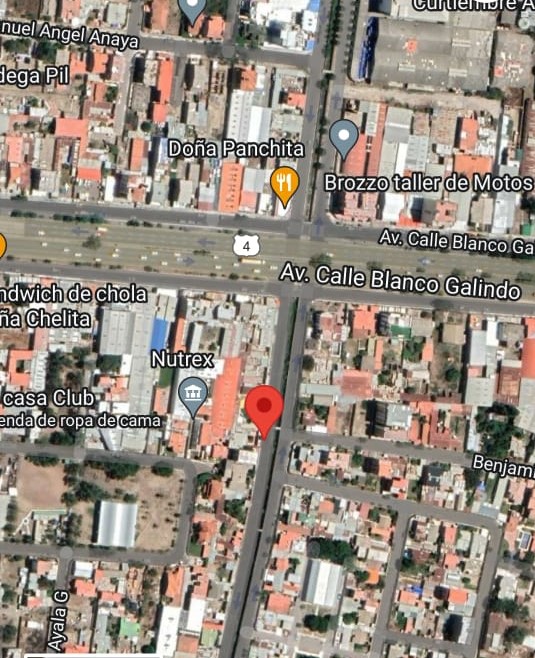 Curtiembre A
nuel Angel Anaya
dega Pil
Doña Panchita
Brozzo taller de Motos
Av. Calle Blanco Ga
4
Av. Calle Blanco Galindo
ndwich de chola
ña Chelita
Nutrex
casa Club
enda de ropa de cama
Benjam
Ayala G